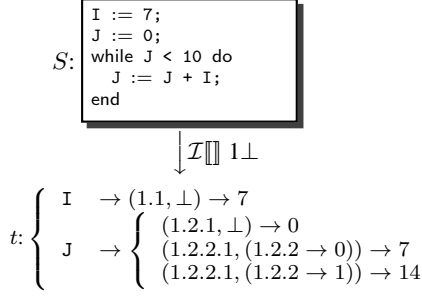 S:
I := 7;
J := 0;
while J < 10 do
J := J + I;
end
ℐ⟦⟧ 1⊥
t:
I → (1.1, ⊥) → 7
J →
(1.2.1, ⊥) → 0
(1.2.2.1, (1.2.2 → 0)) → 7
(1.2.2.1, (1.2.2 → 1)) → 14